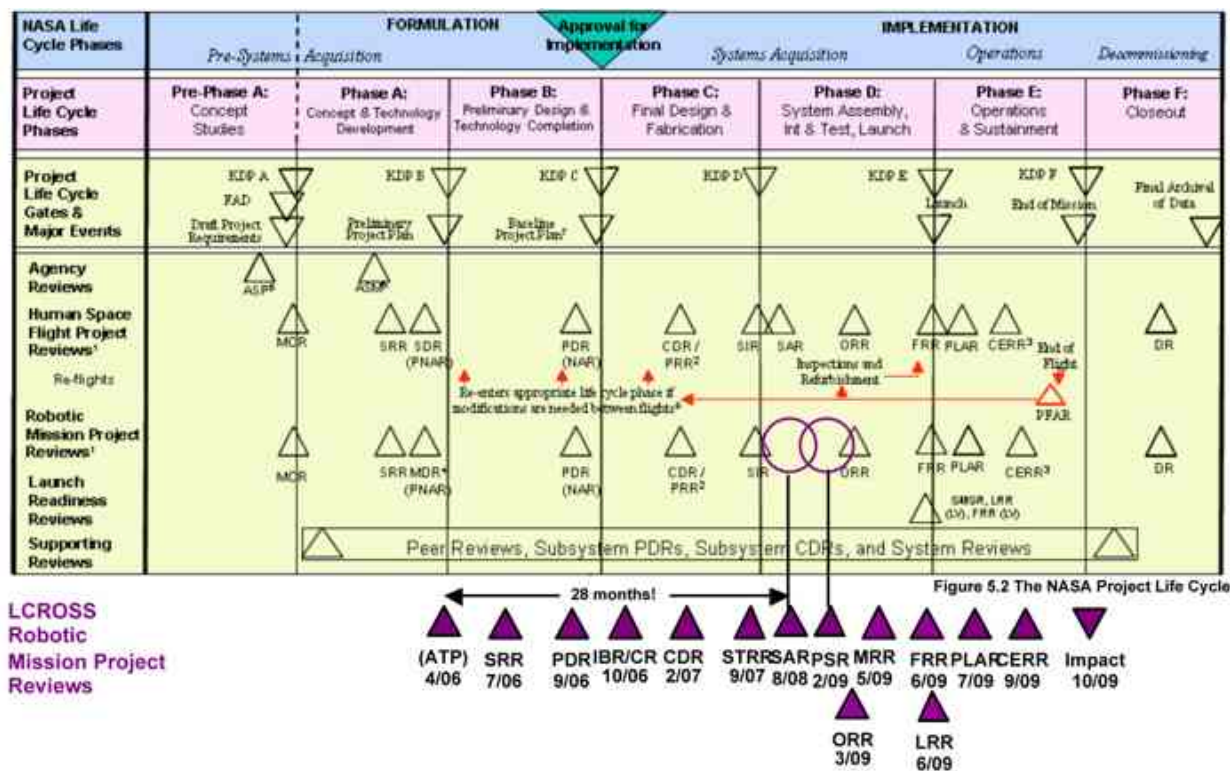 NASA Life
Cycle Phases
FORMULATION
Approval for
Implementation
IMPLEMENTATION
Pre-Systems Acquisition
Systems Acquisition
Operations
Decommissioning
Project
Life Cycle
Phases
Pre-Phase A:
Concept
Studies
Phase A:
Concept & Technology
Development
Phase B:
Preliminary Design &
Technology Completion
Phase C:
Final Design &
Fabrication
Phase D:
System Assembly,
Int & Test, Launch
Phase E:
Operations
& Sustainment
Phase F:
Closeout
Project
Life Cycle
Gates &
Major Events
KDP A
FAD
Draft Project
Requirements
KDP B
Preliminary
Project Plan
KDP C
Baseline
Project Plan⁷
KDP D
KDP E
Launch
KDP F
End of Mission
Final Archival
of Data
Agency
Reviews
ASP⁵
Human Space
Flight Project
Reviews¹
MCR
SRR
SDR
(PNAR)
PDR
(NAR)
CDR /
PRR²
SIR
SAR
ORR
FRR
PLAR
CERR³
End of
Flight
DR
Re-flights
Re-enters appropriate life cycle phase if
modifications are needed between flights⁶
Inspections and
Refurbishment
PFAR
Robotic
Mission Project
Reviews¹
MCR
SRR
MDR⁴
(PNAR)
PDR
(NAR)
CDR /
PRR²
SIR
ORR
FRR
PLAR
CERR³
DR
Launch
Readiness
Reviews
SMSR, LRR
(LV), FRR (LV)
Supporting
Reviews
Peer Reviews, Subsystem PDRs, Subsystem CDRs, and System Reviews
Figure 5.2 The NASA Project Life Cycle
28 months!
LCROSS
Robotic
Mission Project
Reviews
(ATP)
4/06
SRR
7/06
PDR
9/06
IBR/CR
10/06
CDR
2/07
STRR
9/07
SAR
8/08
PSR
2/09
MRR
5/09
FRR
6/09
PLAR
7/09
CERR
9/09
Impact
10/09
ORR
3/09
LRR
6/09